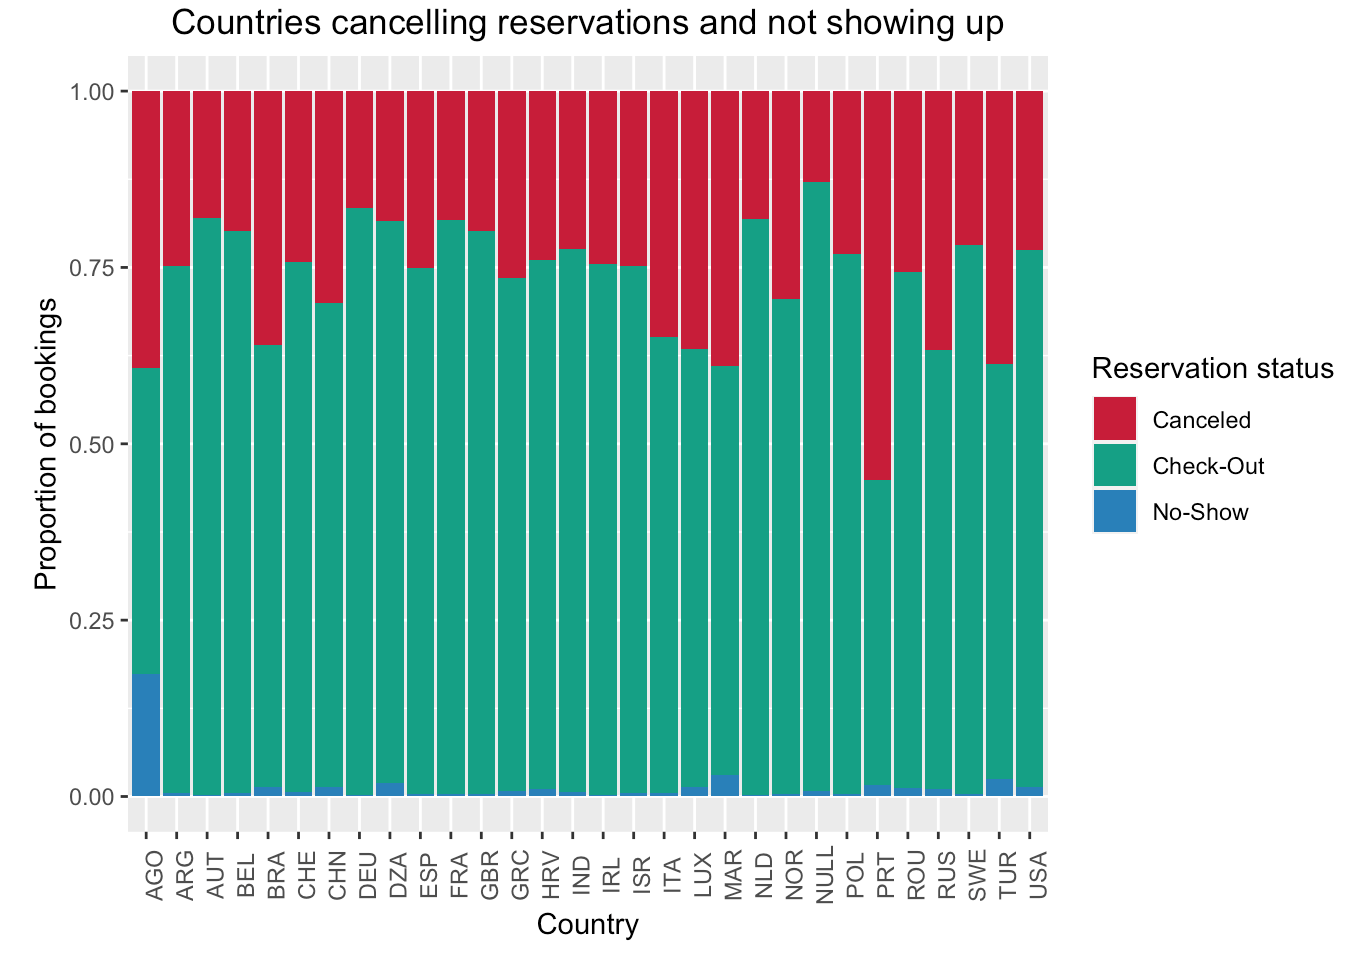 Countries cancelling reservations and not showing up
1.00
0.75
0.50
0.25
0.00
Proportion of bookings
AGO
ARG
AUT
BEL
BRA
CHE
CHN
DEU
DZA
ESP
FRA
GBR
GRC
HRV
IND
IRL
ISR
ITA
LUX
MAR
NLD
NOR
NULL
POL
PRT
ROU
RUS
SWE
TUR
USA
Country
Reservation status
Canceled
Check-Out
No-Show